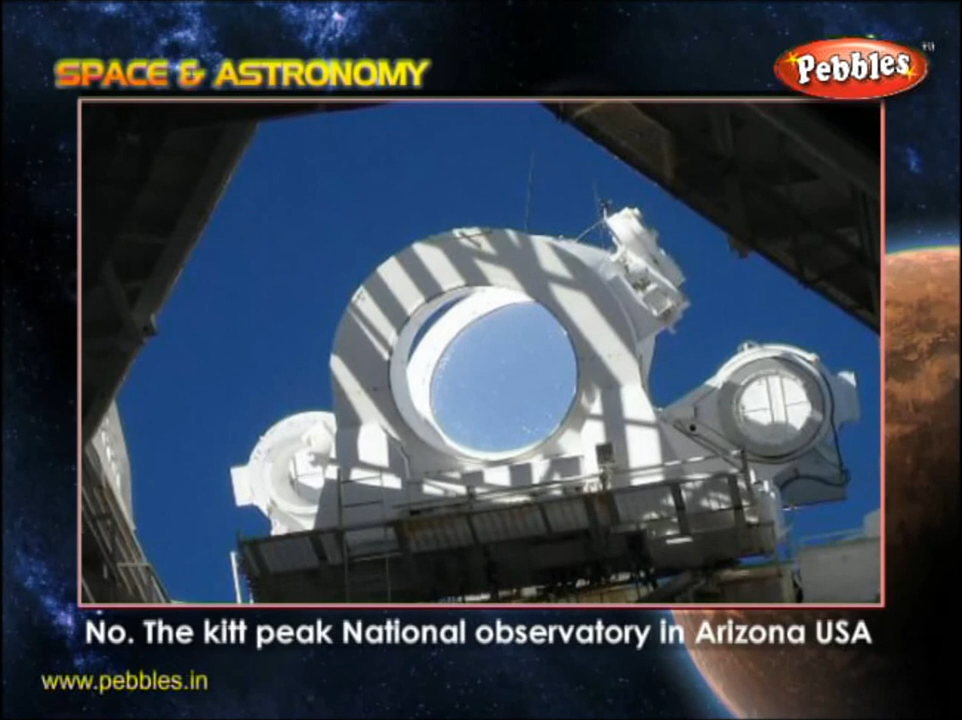 SPACE & ASTRONOMY
Pebbles
No. The kitt peak National observatory in Arizona USA
www.pebbles.in